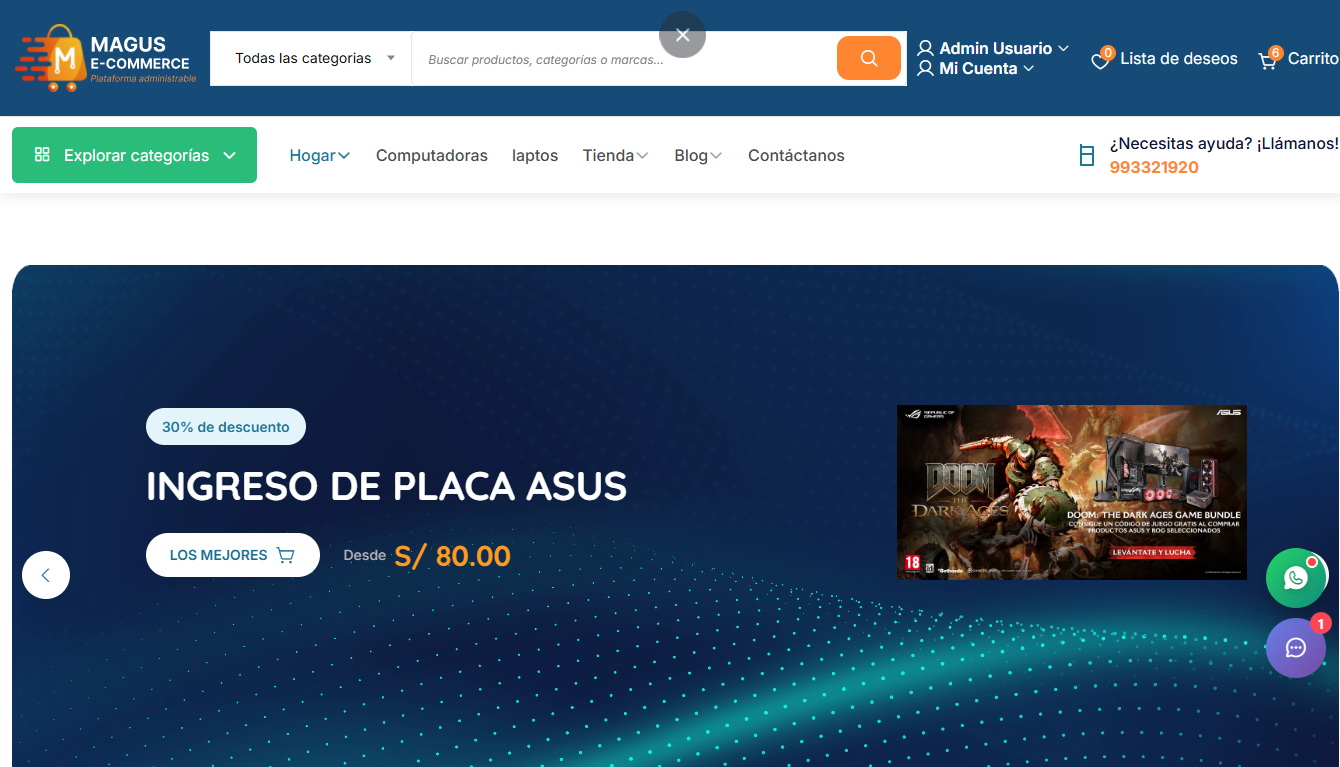 MAGUS
E-COMMERCE
Plataforma administrable
Todas las categorias
Buscar productos, categorías o marcas...
Admin Usuario
Mi Cuenta
0
Lista de deseos
6
Carrito
Explorar categorías
Hogar
Computadoras
laptos
Tienda
Blog
Contáctanos
¿Necesitas ayuda? ¡Llámanos!
993321920
30% de descuento
INGRESO DE PLACA ASUS
LOS MEJORES
Desde
S/ 80.00
REPUBLIC OF
GAMERS
ASUS
DOOM
THE
DARK AGES
DOOM: THE DARK AGES GAME BUNDLE
CONSIGUE UN CÓDIGO DE JUEGO GRATIS AL COMPRAR
PRODUCTOS ASUS Y ROG SELECCIONADOS
LEVÁNTATE Y LUCHA
18
Bethesda
1